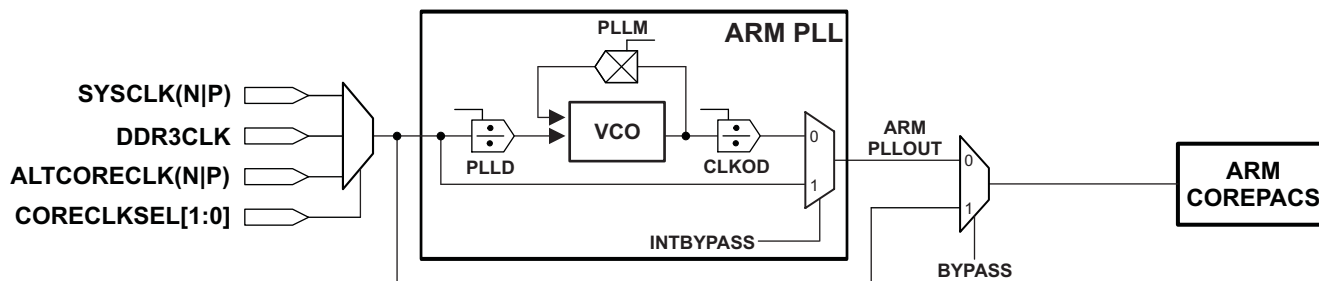 PLLM
ARM PLL
SYSCLK(N|P)
DDR3CLK
ALTCORECLK(N|P)
CORECLKSEL[1:0]
PLLD
VCO
CLKOD
0
1
INTBYPASS
ARM
PLLOUT
0
1
BYPASS
ARM
COREPACS